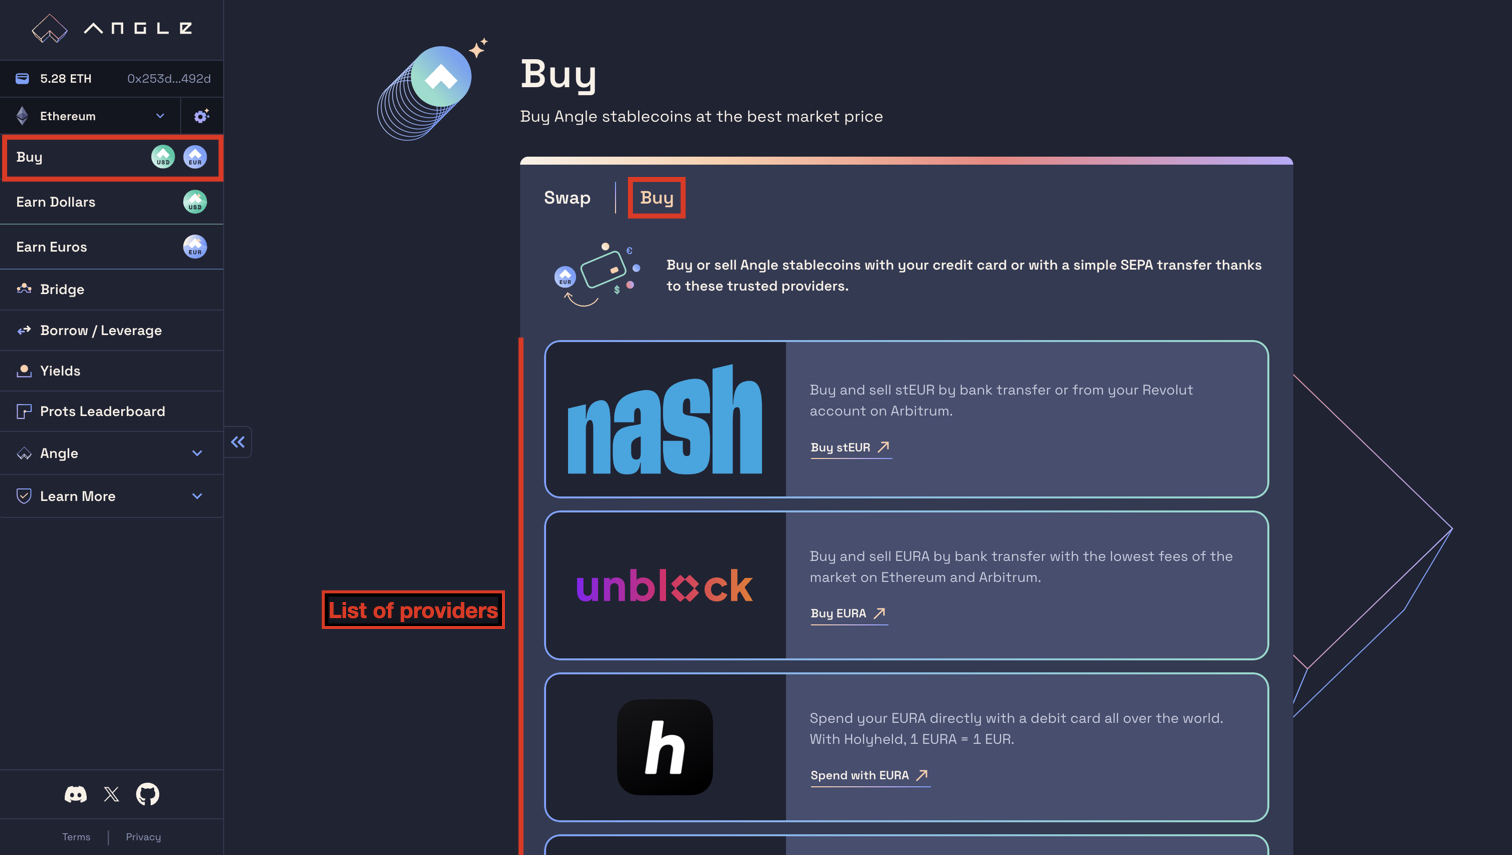 ANGLE
5.28 ETH 0x253d...492d
Ethereum
Buy USD EUR
Earn Dollars USD
Earn Euros EUR
Bridge
Borrow / Leverage
Yields
Prots Leaderboard
Angle
Learn More
Terms | Privacy
Buy
Buy Angle stablecoins at the best market price
Swap | Buy
€
EUR
$
Buy or sell Angle stablecoins with your credit card or with a simple SEPA transfer thanks
to these trusted providers.
nash
Buy and sell stEUR by bank transfer or from your Revolut
account on Arbitrum.
Buy stEUR
List of providers
unblock
Buy and sell EURA by bank transfer with the lowest fees of the
market on Ethereum and Arbitrum.
Buy EURA
h
Spend your EURA directly with a debit card all over the world.
With Holyheld, 1 EURA = 1 EUR.
Spend with EURA